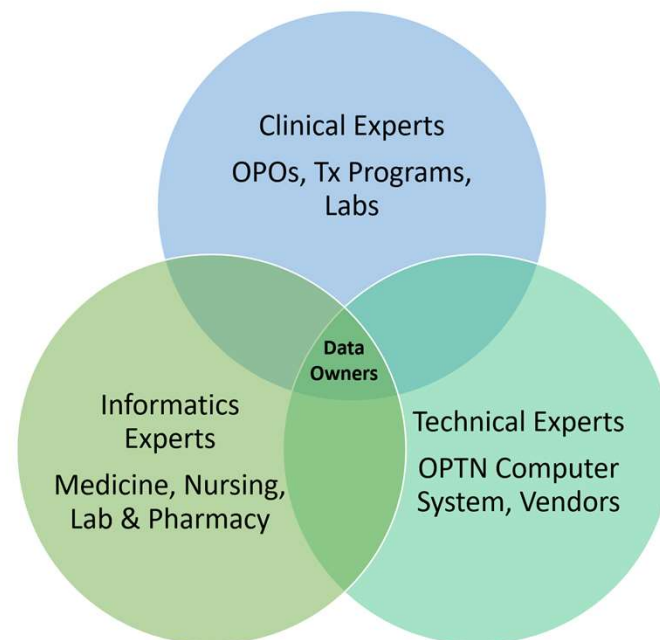 Clinical Experts
OPOs, Tx Programs,
Labs
Data
Owners
Informatics
Experts
Medicine, Nursing,
Lab & Pharmacy
Technical Experts
OPTN Computer
System, Vendors